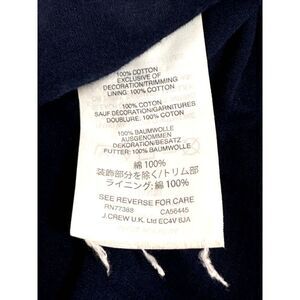 100% COTTON
EXCLUSIVE OF
DECORATION/TRIMMING
LINING: 100% COTTON
100% COTON
SAUF DÉCORATION/GARNITURES
DOUBLURE: 100% COTON
100% BAUMWOLLE
AUSGENOMMEN
DEKORATION/BESATZ
FUTTER: 100% BAUMWOLLE
綿 100%
装飾部分を除く/トリム部
ライニング: 綿 100%
SEE REVERSE FOR CARE
RN77388 CA56445
J.CREW U.K. Ltd EC4V 6JA